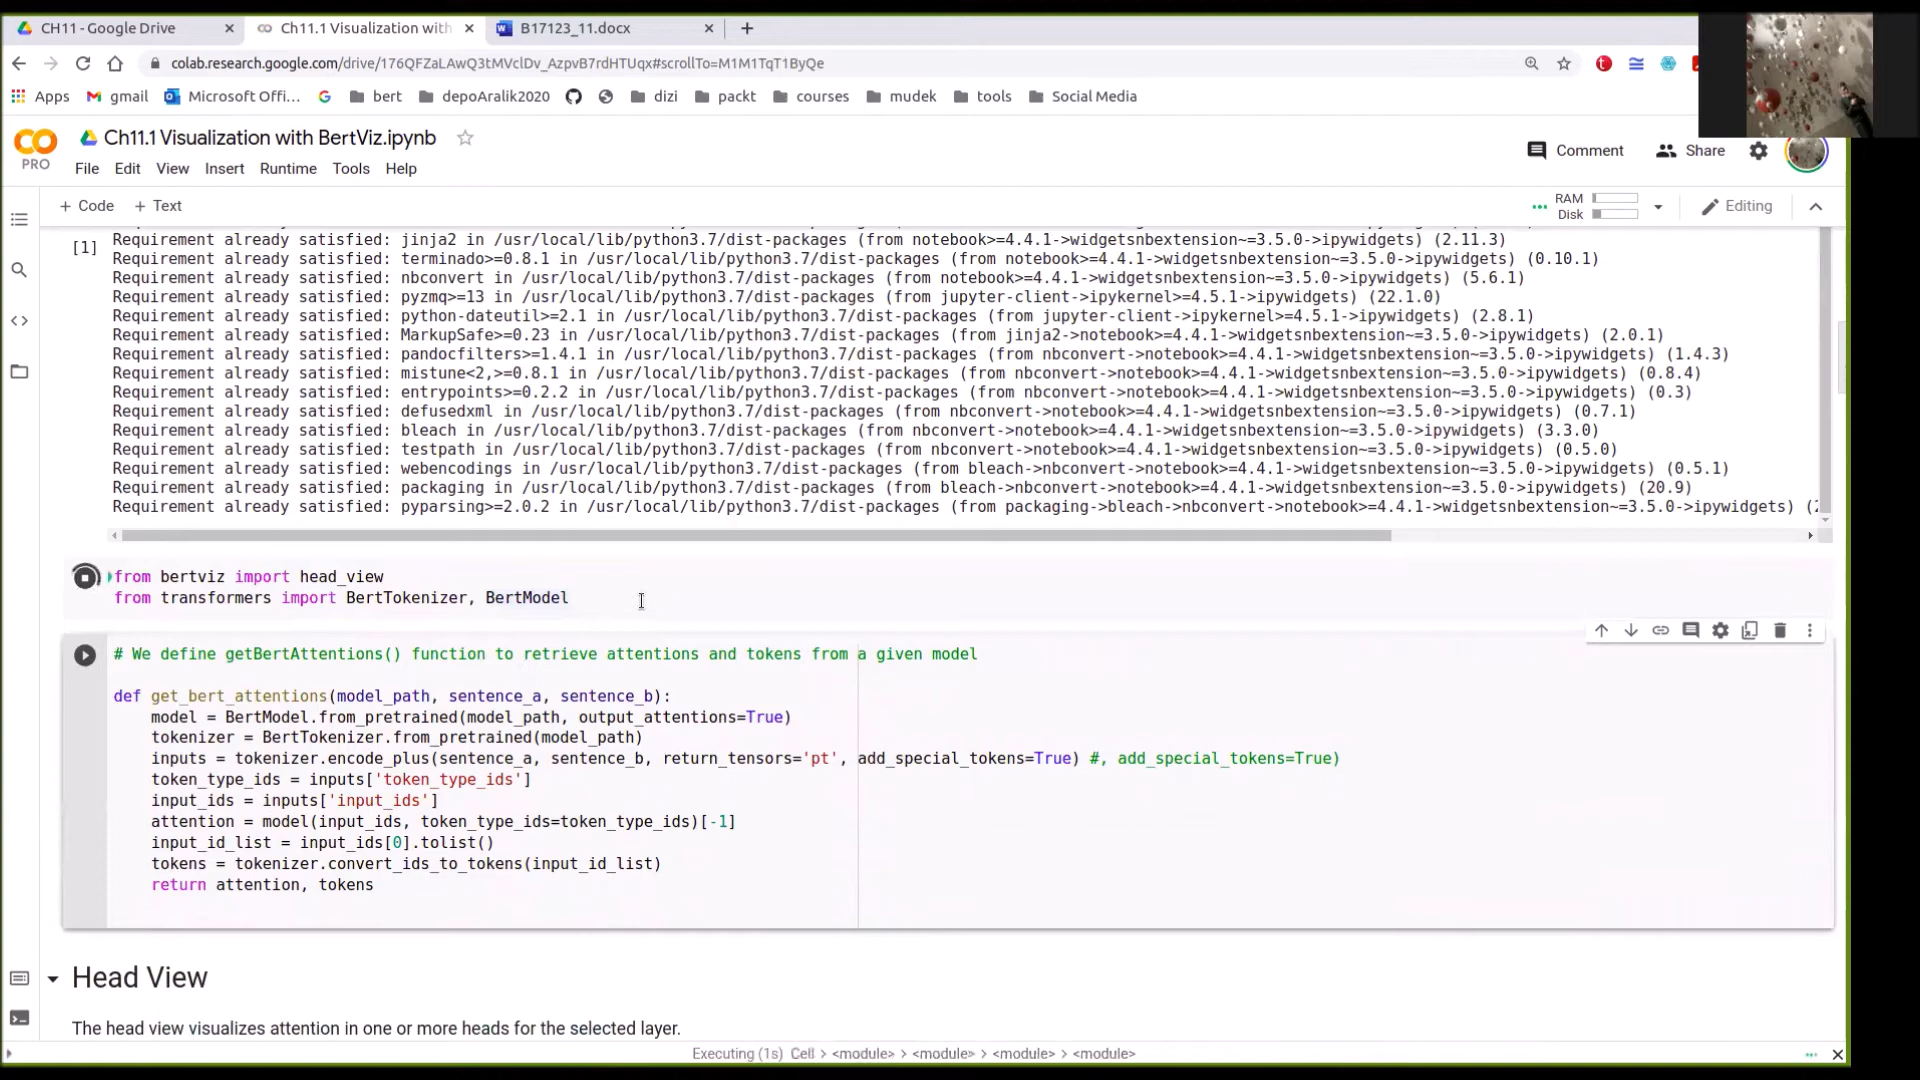 CH11 - Google Drive
Ch11.1 Visualization with
B17123_11.docx
colab.research.google.com/drive/176QFZaLAwQ3tMVclDv_AzpvB7rdHTUqx#scrollTo=M1M1TqT1ByQe
Apps gmail Microsoft Offi... bert depoAralik2020 dizi packt courses mudek tools Social Media
Ch11.1 Visualization with BertViz.ipynb
PRO
Comment Share
File Edit View Insert Runtime Tools Help
+ Code + Text
RAM
Disk
Editing
[1]
Requirement already satisfied: jinja2 in /usr/local/lib/python3.7/dist-packages (from notebook>=4.4.1->widgetsnbextension~=3.5.0->ipywidgets) (2.11.3)
Requirement already satisfied: terminado>=0.8.1 in /usr/local/lib/python3.7/dist-packages (from notebook>=4.4.1->widgetsnbextension~=3.5.0->ipywidgets) (0.10.1)
Requirement already satisfied: nbconvert in /usr/local/lib/python3.7/dist-packages (from notebook>=4.4.1->widgetsnbextension~=3.5.0->ipywidgets) (5.6.1)
Requirement already satisfied: pyzmq>=13 in /usr/local/lib/python3.7/dist-packages (from jupyter-client->ipykernel>=4.5.1->ipywidgets) (22.1.0)
Requirement already satisfied: python-dateutil>=2.1 in /usr/local/lib/python3.7/dist-packages (from jupyter-client->ipykernel>=4.5.1->ipywidgets) (2.8.1)
Requirement already satisfied: MarkupSafe>=0.23 in /usr/local/lib/python3.7/dist-packages (from jinja2->notebook>=4.4.1->widgetsnbextension~=3.5.0->ipywidgets) (2.0.1)
Requirement already satisfied: pandocfilters>=1.4.1 in /usr/local/lib/python3.7/dist-packages (from nbconvert->notebook>=4.4.1->widgetsnbextension~=3.5.0->ipywidgets) (1.4.3)
Requirement already satisfied: mistune<2,>=0.8.1 in /usr/local/lib/python3.7/dist-packages (from nbconvert->notebook>=4.4.1->widgetsnbextension~=3.5.0->ipywidgets) (0.8.4)
Requirement already satisfied: entrypoints>=0.2.2 in /usr/local/lib/python3.7/dist-packages (from nbconvert->notebook>=4.4.1->widgetsnbextension~=3.5.0->ipywidgets) (0.3)
Requirement already satisfied: defusedxml in /usr/local/lib/python3.7/dist-packages (from nbconvert->notebook>=4.4.1->widgetsnbextension~=3.5.0->ipywidgets) (0.7.1)
Requirement already satisfied: bleach in /usr/local/lib/python3.7/dist-packages (from nbconvert->notebook>=4.4.1->widgetsnbextension~=3.5.0->ipywidgets) (3.3.0)
Requirement already satisfied: testpath in /usr/local/lib/python3.7/dist-packages (from nbconvert->notebook>=4.4.1->widgetsnbextension~=3.5.0->ipywidgets) (0.5.0)
Requirement already satisfied: webencodings in /usr/local/lib/python3.7/dist-packages (from bleach->nbconvert->notebook>=4.4.1->widgetsnbextension~=3.5.0->ipywidgets) (0.5.1)
Requirement already satisfied: packaging in /usr/local/lib/python3.7/dist-packages (from bleach->nbconvert->notebook>=4.4.1->widgetsnbextension~=3.5.0->ipywidgets) (20.9)
Requirement already satisfied: pyparsing>=2.0.2 in /usr/local/lib/python3.7/dist-packages (from packaging->bleach->nbconvert->notebook>=4.4.1->widgetsnbextension~=3.5.0->ipywidgets) (2
from bertviz import head_view
from transformers import BertTokenizer, BertModel
# We define getBertAttentions() function to retrieve attentions and tokens from a given model
def get_bert_attentions(model_path, sentence_a, sentence_b):
model = BertModel.from_pretrained(model_path, output_attentions=True)
tokenizer = BertTokenizer.from_pretrained(model_path)
inputs = tokenizer.encode_plus(sentence_a, sentence_b, return_tensors='pt', add_special_tokens=True) #, add_special_tokens=True)
token_type_ids = inputs['token_type_ids']
input_ids = inputs['input_ids']
attention = model(input_ids, token_type_ids=token_type_ids)[-1]
input_id_list = input_ids[0].tolist()
tokens = tokenizer.convert_ids_to_tokens(input_id_list)
return attention, tokens
Head View
The head view visualizes attention in one or more heads for the selected layer.
Executing (1s) Cell > <module> > <module> > <module> > <module>